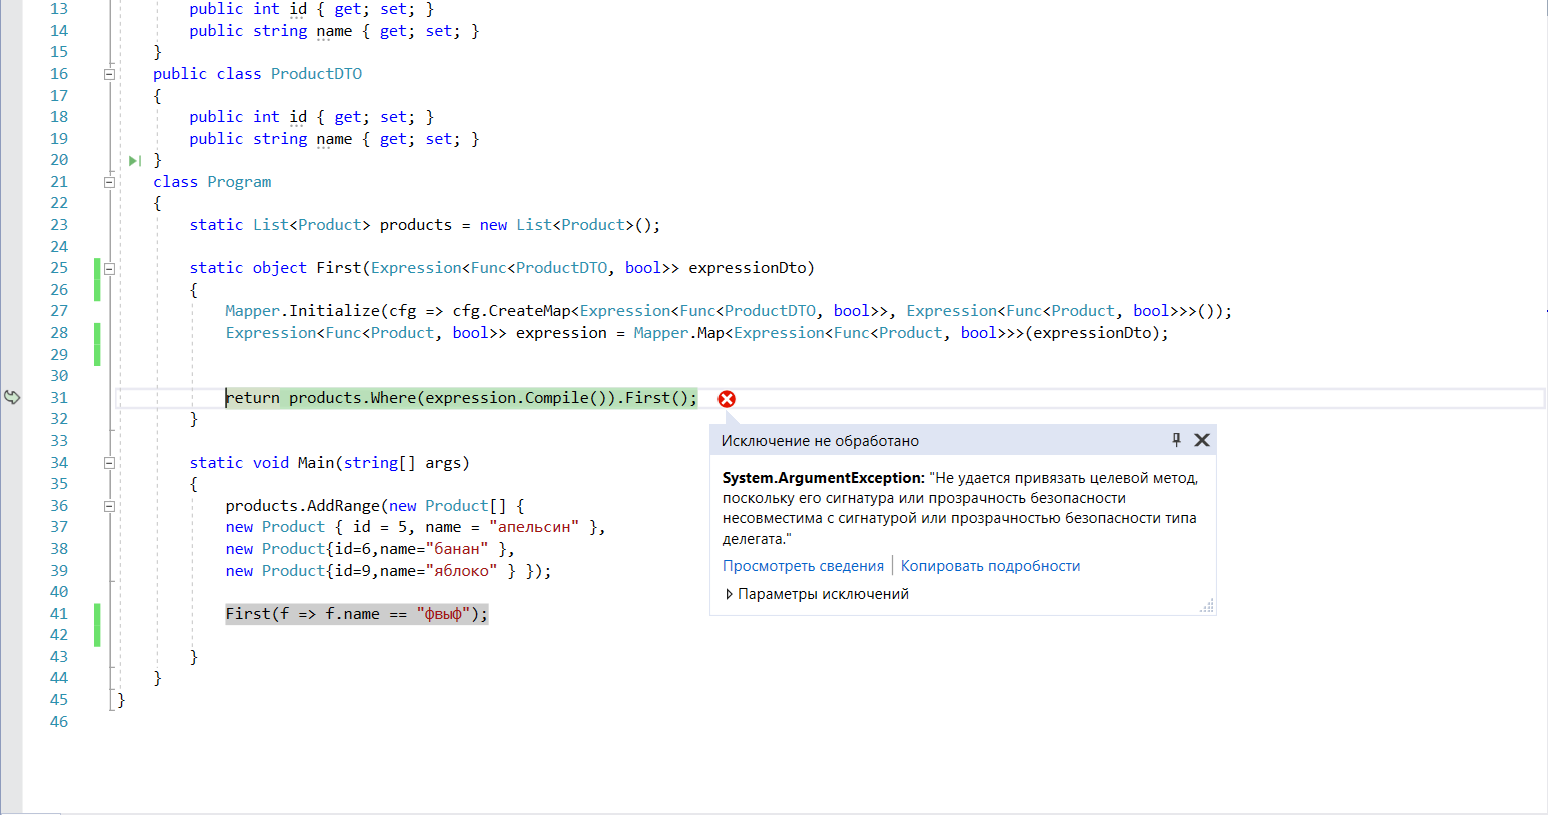 13 public int id { get; set; }
14 public string name { get; set; }
15 }
16 public class ProductDTO
17 {
18 public int id { get; set; }
19 public string name { get; set; }
20 }
21 class Program
22 {
23 static List<Product> products = new List<Product>();
24
25 static object First(Expression<Func<ProductDTO, bool>> expressionDto)
26 {
27 Mapper.Initialize(cfg => cfg.CreateMap<Expression<Func<ProductDTO, bool>>, Expression<Func<Product, bool>>>());
28 Expression<Func<Product, bool>> expression = Mapper.Map<Expression<Func<Product, bool>>>(expressionDto);
29
30
31 return products.Where(expression.Compile()).First();
32 }
33
34 static void Main(string[] args)
35 {
36 products.AddRange(new Product[] {
37 new Product { id = 5, name = "апельсин" },
38 new Product{id=6,name="банан" },
39 new Product{id=9,name="яблоко" } });
40
41 First(f => f.name == "фвыф");
42
43 }
44 }
45 }
46
Исключение не обработано
System.ArgumentException: "Не удается привязать целевой метод,
поскольку его сигнатура или прозрачность безопасности
несовместима с сигнатурой или прозрачностью безопасности типа
делегата."
Просмотреть сведения | Копировать подробности
Параметры исключений